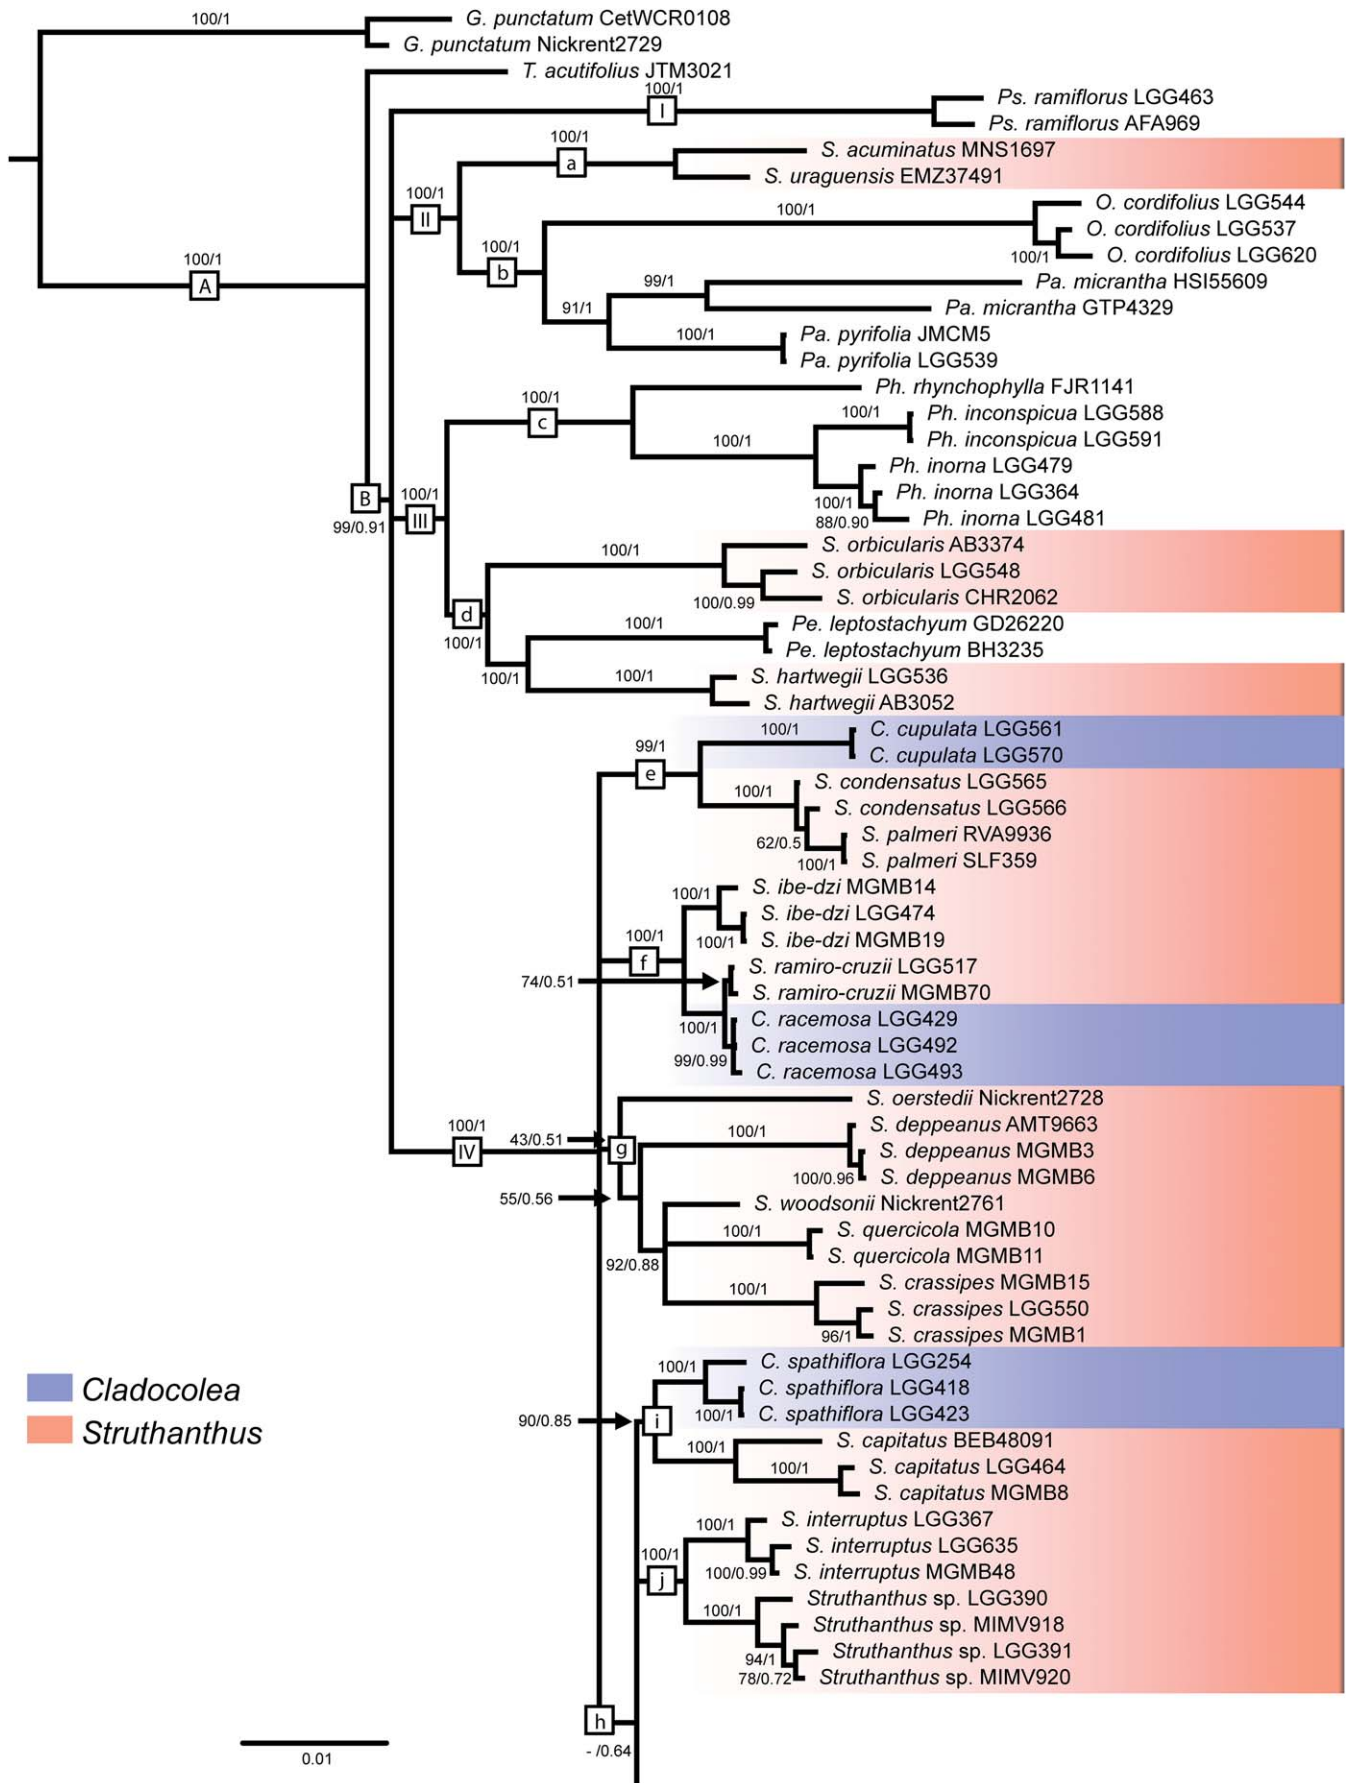 100/1
G. punctatum CetWCR0108
G. punctatum Nickrent2729
T. acutifolius JTM3021
100/1
I
Ps. ramiflorus LGG463
Ps. ramiflorus AFA969
100/1
a
S. acuminatus MNS1697
S. uraguensis EMZ37491
100/1
II
100/1
O. cordifolius LGG544
O. cordifolius LGG537
100/1
O. cordifolius LGG620
100/1
b
100/1
A
99/1
Pa. micrantha HSI55609
Pa. micrantha GTP4329
91/1
100/1
Pa. pyrifolia JMCM5
Pa. pyrifolia LGG539
100/1
c
Ph. rhynchophylla FJR1141
100/1
Ph. inconspicua LGG588
Ph. inconspicua LGG591
100/1
Ph. inorna LGG479
Ph. inorna LGG364
100/1
88/0.90
Ph. inorna LGG481
B
99/0.91
100/1
III
100/1
S. orbicularis AB3374
S. orbicularis LGG548
100/0.99
S. orbicularis CHR2062
d
100/1
100/1
Pe. leptostachyum GD26220
Pe. leptostachyum BH3235
100/1
100/1
S. hartwegii LGG536
S. hartwegii AB3052
100/1
C. cupulata LGG561
C. cupulata LGG570
99/1
e
100/1
S. condensatus LGG565
S. condensatus LGG566
62/0.5
S. palmeri RVA9936
100/1
S. palmeri SLF359
100/1
S. ibe-dzi MGMB14
S. ibe-dzi LGG474
100/1
S. ibe-dzi MGMB19
100/1
f
74/0.51
S. ramiro-cruzii LGG517
S. ramiro-cruzii MGMB70
100/1
C. racemosa LGG429
C. racemosa LGG492
99/0.99
C. racemosa LGG493
S. oerstedii Nickrent2728
100/1
IV
43/0.51
g
100/1
S. deppeanus AMT9663
S. deppeanus MGMB3
100/0.96
S. deppeanus MGMB6
55/0.56
S. woodsonii Nickrent2761
100/1
S. quercicola MGMB10
S. quercicola MGMB11
92/0.88
100/1
S. crassipes MGMB15
S. crassipes LGG550
96/1
S. crassipes MGMB1
100/1
C. spathiflora LGG254
C. spathiflora LGG418
100/1
C. spathiflora LGG423
90/0.85
i
100/1
S. capitatus BEB48091
100/1
S. capitatus LGG464
S. capitatus MGMB8
Cladocolea
Struthanthus
100/1
S. interruptus LGG367
S. interruptus LGG635
100/0.99
S. interruptus MGMB48
100/1
j
100/1
Struthanthus sp. LGG390
Struthanthus sp. MIMV918
94/1
Struthanthus sp. LGG391
78/0.72
Struthanthus sp. MIMV920
h
- /0.64
0.01